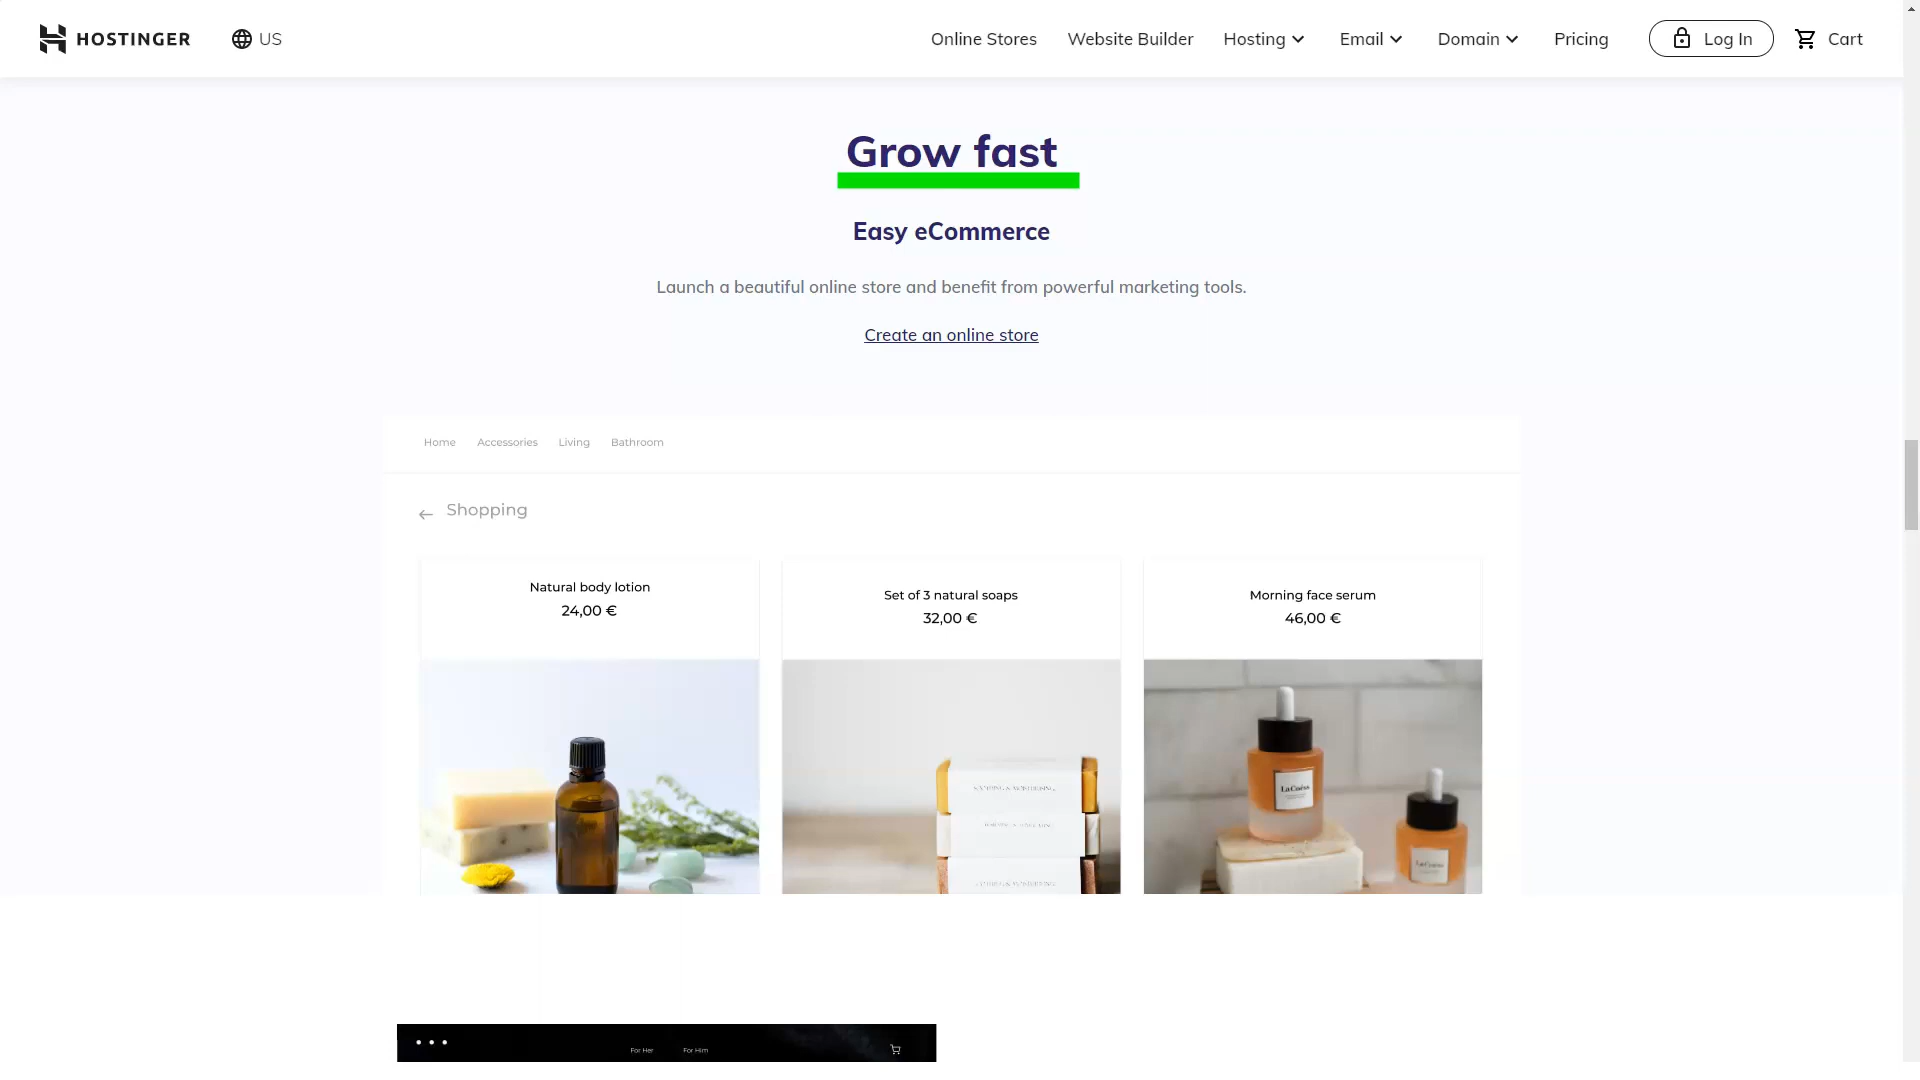 HOSTINGER
US
Online Stores
Website Builder
Hosting
Email
Domain
Pricing
Log In
Cart
Grow fast
Easy eCommerce
Launch a beautiful online store and benefit from powerful marketing tools.
Create an online store
Home
Accessories
Living
Bathroom
Shopping
Natural body lotion
24,00 €
Set of 3 natural soaps
32,00 €
Morning face serum
46,00 €
For Her
For Him